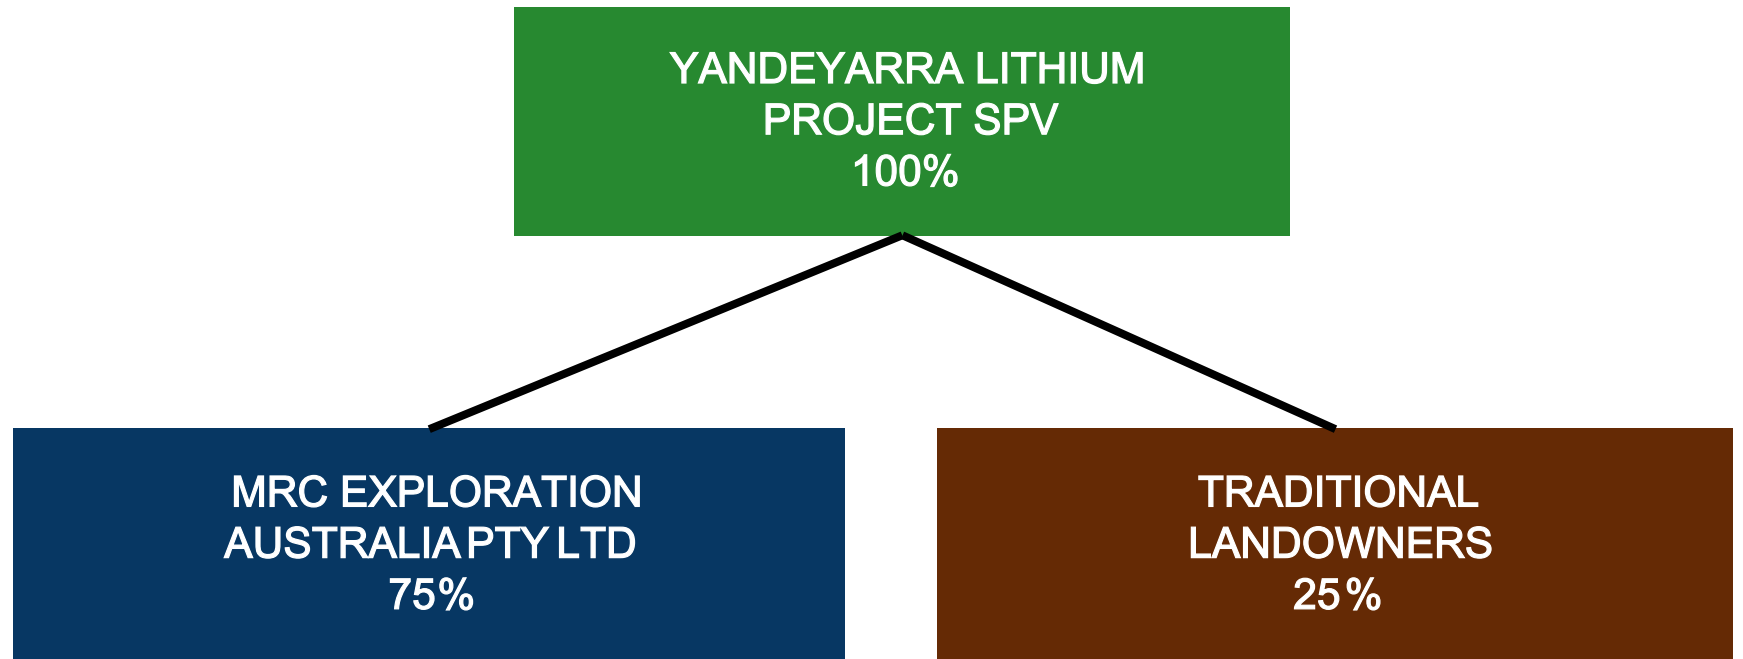 YANDEYARRA LITHIUM
PROJECT SPV
100%
MRC EXPLORATION
AUSTRALIA PTY LTD
75%
TRADITIONAL
LANDOWNERS
25%